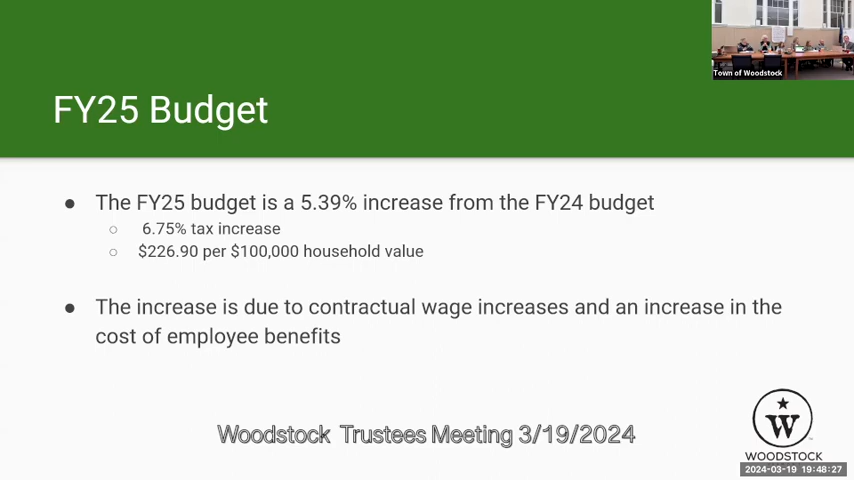 Town of Woodstock
FY25 Budget
● The FY25 budget is a 5.39% increase from the FY24 budget
○ 6.75% tax increase
○ $226.90 per $100,000 household value
● The increase is due to contractual wage increases and an increase in the
cost of employee benefits
Woodstock Trustees Meeting 3/19/2024
W
WOODSTOCK
2024-03-19 19:48:27